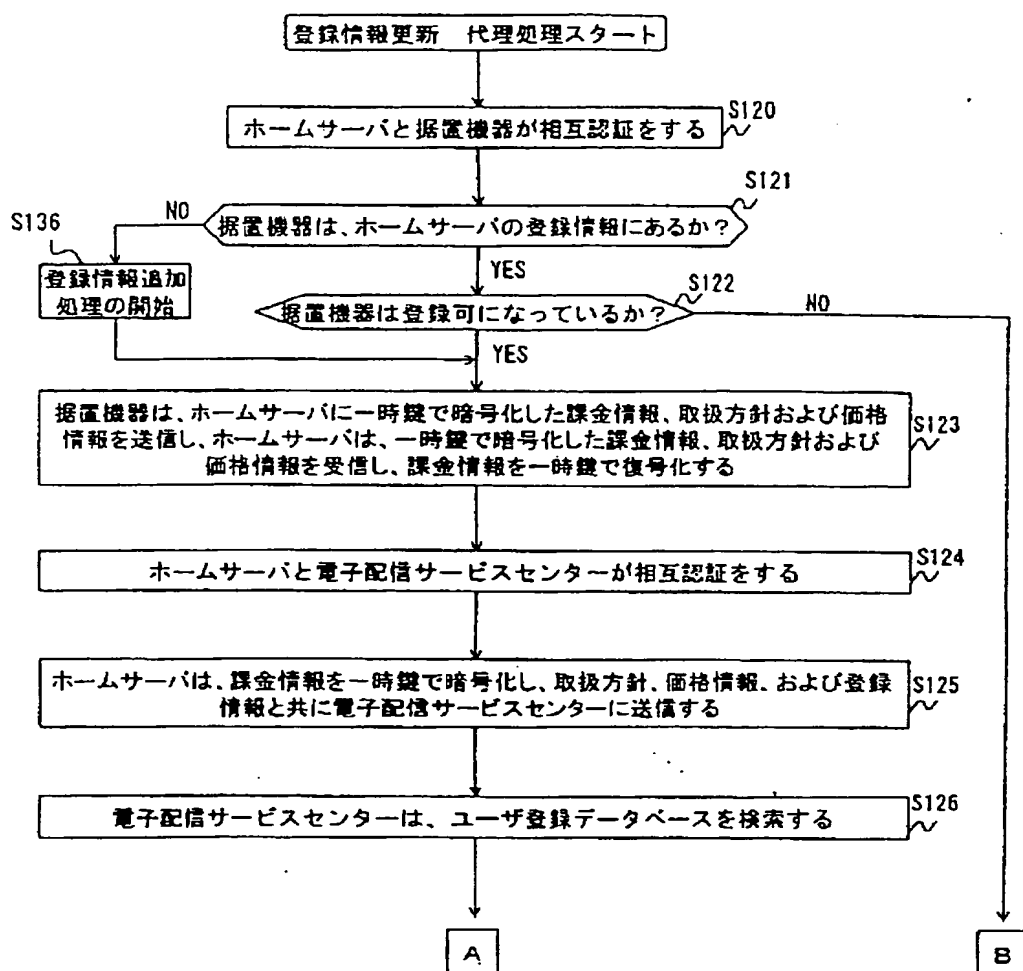 登録情報更新　代理処理スタート
S120
ホームサーバと据置機器が相互認証をする
S121
据置機器は、ホームサーバの登録情報にあるか？
NO
S136
登録情報追加
処理の開始
YES
S122
据置機器は登録可になっているか？
NO
YES
据置機器は、ホームサーバに一時鍵で暗号化した課金情報、取扱方針および価格
情報を送信し、ホームサーバは、一時鍵で暗号化した課金情報、取扱方針および
価格情報を受信し、課金情報を一時鍵で復号化する
S123
S124
ホームサーバと電子配信サービスセンターが相互認証をする
ホームサーバは、課金情報を一時鍵で暗号化し、取扱方針、価格情報、および登録
情報と共に電子配信サービスセンターに送信する
S125
S126
電子配信サービスセンターは、ユーザ登録データベースを検索する
A
B